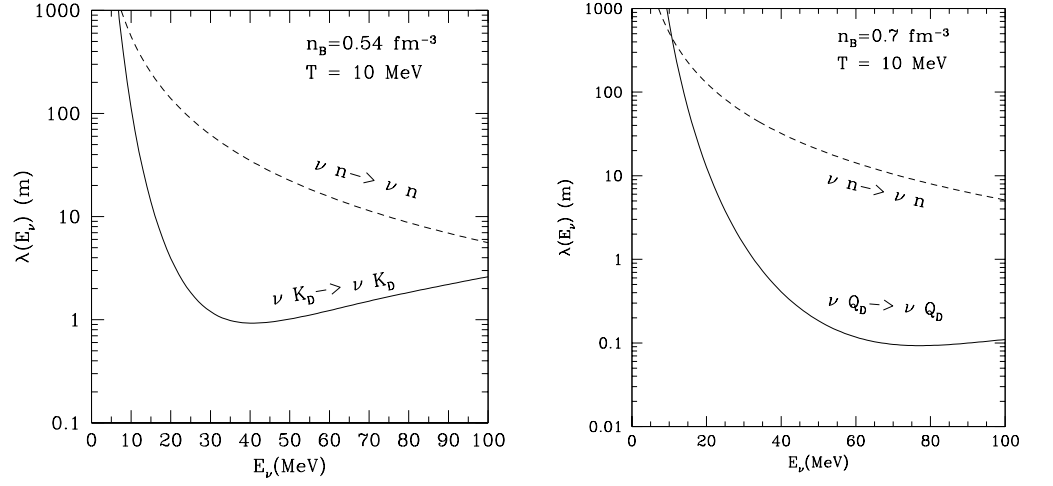 1000
100
10
1
0.1
0 10 20 30 40 50 60 70 80 90 100
λ(E_ν) (m)
E_ν(MeV)
n_B=0.54 fm⁻³
T = 10 MeV
ν n–> ν n
ν K_D–> ν K_D
1000
100
10
1
0.1
0.01
0 20 40 60 80 100
λ(E_ν) (m)
E_ν(MeV)
n_B=0.7 fm⁻³
T = 10 MeV
ν n–> ν n
ν Q_D–> ν Q_D